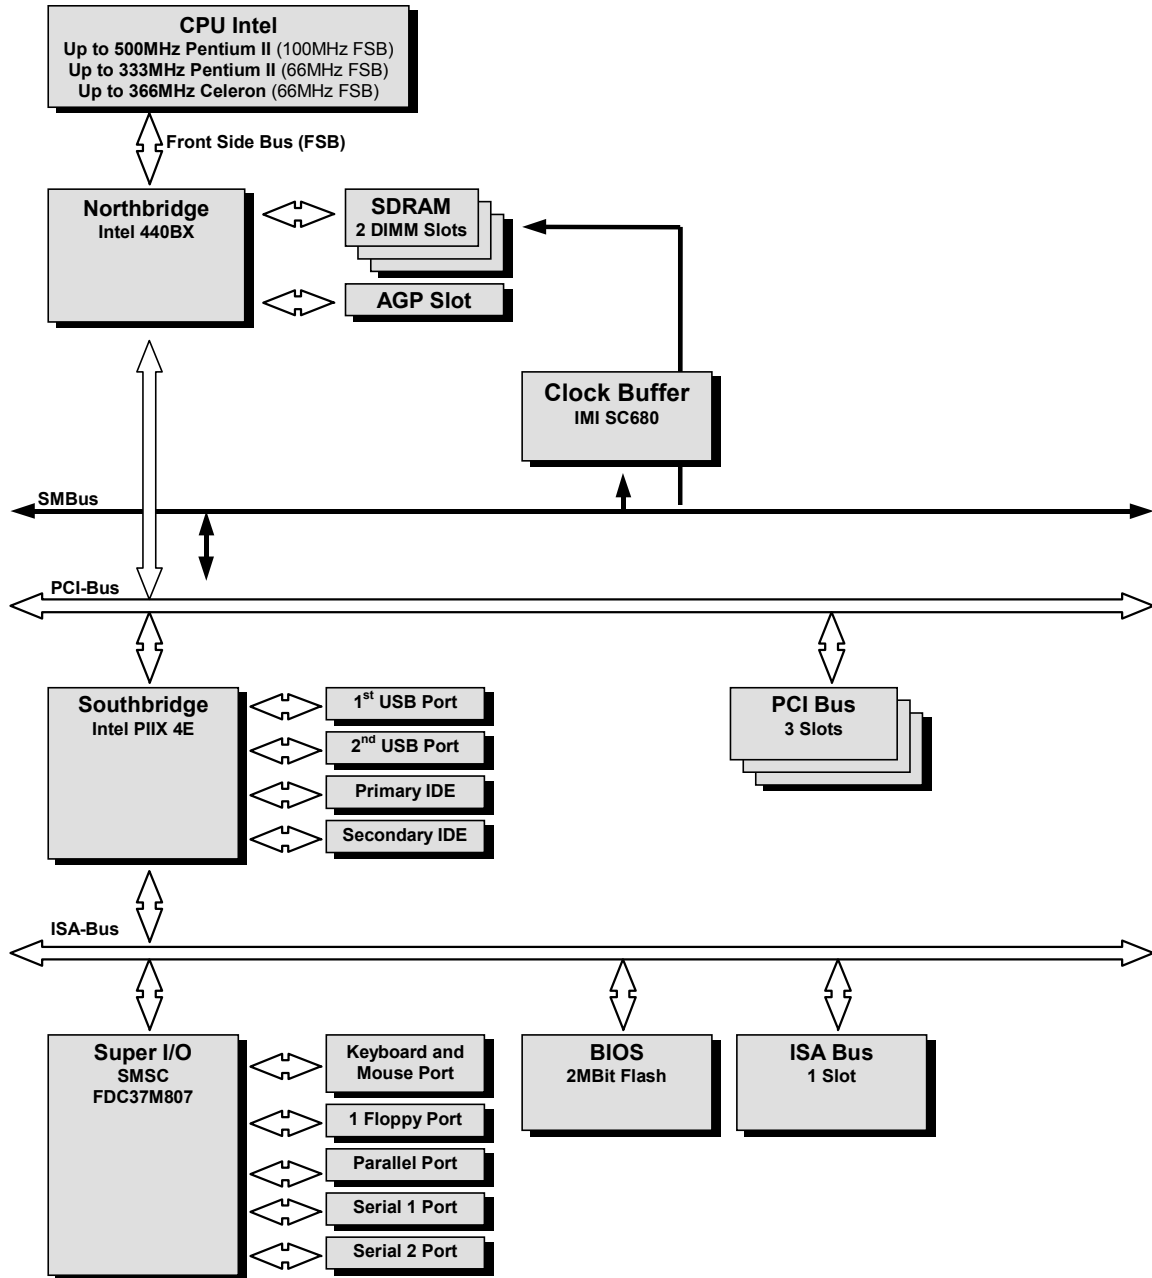 CPU Intel
Up to 500MHz Pentium II (100MHz FSB)
Up to 333MHz Pentium II (66MHz FSB)
Up to 366MHz Celeron (66MHz FSB)
Front Side Bus (FSB)
Northbridge
Intel 440BX
SDRAM
2 DIMM Slots
AGP Slot
Clock Buffer
IMI SC680
SMBus
PCI-Bus
Southbridge
Intel PIIX 4E
1st USB Port
2nd USB Port
Primary IDE
Secondary IDE
PCI Bus
3 Slots
ISA-Bus
Super I/O
SMSC
FDC37M807
Keyboard and
Mouse Port
1 Floppy Port
Parallel Port
Serial 1 Port
Serial 2 Port
BIOS
2MBit Flash
ISA Bus
1 Slot